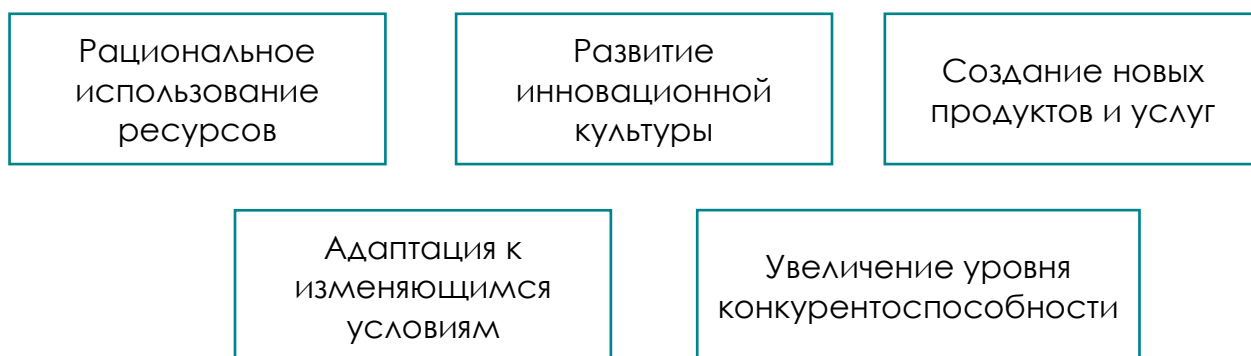 Рациональное
использование
ресурсов
Развитие
инновационной
культуры
Создание новых
продуктов и услуг
Адаптация к
изменяющимся
условиям
Увеличение уровня
конкурентоспособности